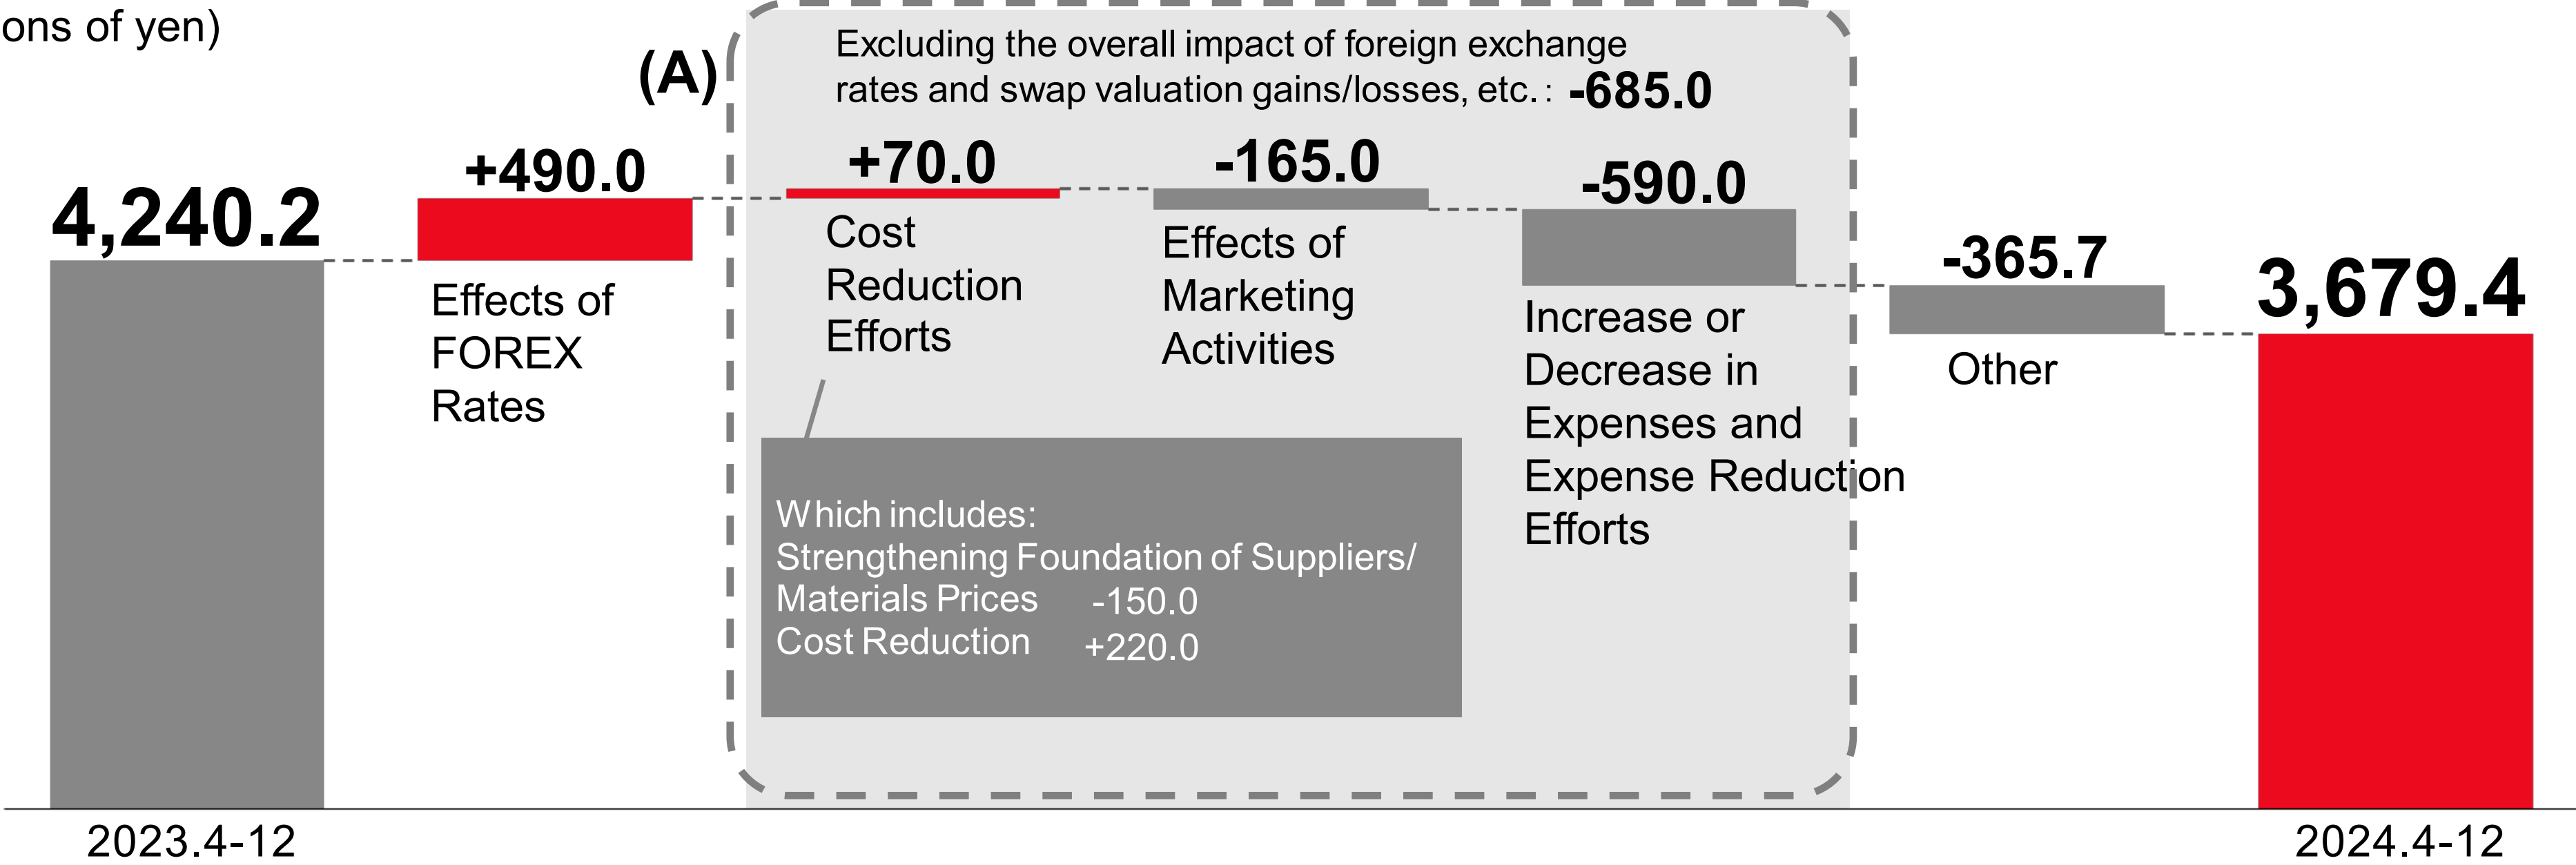 ons of yen)
(A)
Excluding the overall impact of foreign exchange
rates and swap valuation gains/losses, etc. : -685.0
4,240.2
+490.0
Effects of
FOREX
Rates
+70.0
Cost
Reduction
Efforts
-165.0
Effects of
Marketing
Activities
-590.0
Increase or
Decrease in
Expenses and
Expense Reduction
Efforts
-365.7
Other
3,679.4
Which includes:
Strengthening Foundation of Suppliers/
Materials Prices -150.0
Cost Reduction +220.0
2023.4-12
2024.4-12